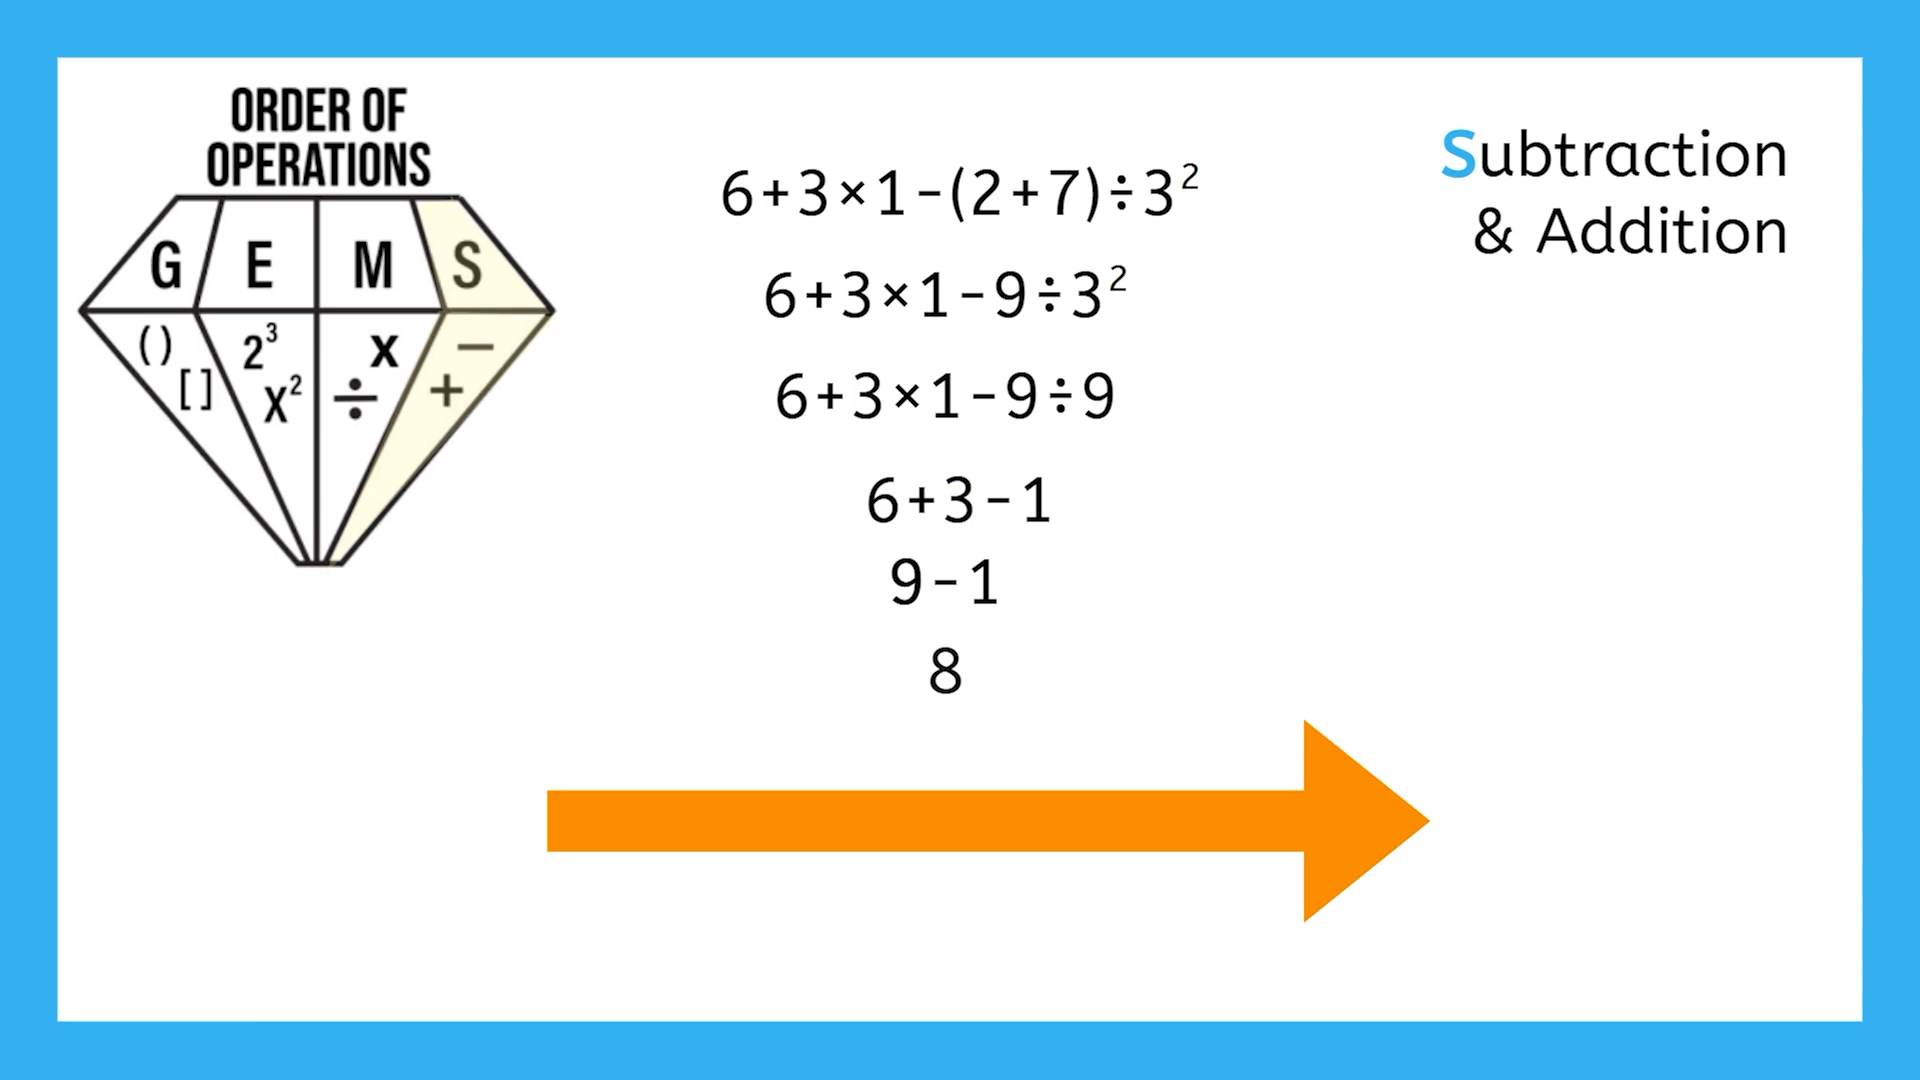 ORDER OF
OPERATIONS
G E M S
( ) [ ]
2³ x²
x ÷
− +
6+3×1−(2+7)÷3²
6+3×1−9÷3²
6+3×1−9÷9
6+3−1
9−1
8
Subtraction
& Addition